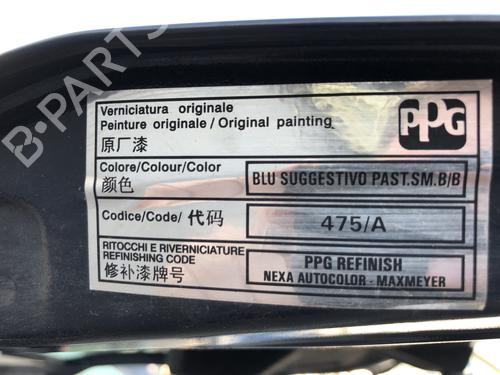 B-PARTS
Verniciatura originale
Peinture originale / Original painting
原厂漆
PPG
Colore/Colour/Color
颜色
BLU SUGGESTIVO PAST.SM.B/B
Codice/Code/ 代码
475/A
RITOCCHI E RIVERNICIATURE
REFINISHING CODE
修补漆牌号
PPG REFINISH
NEXA AUTOCOLOR - MAXMEYER